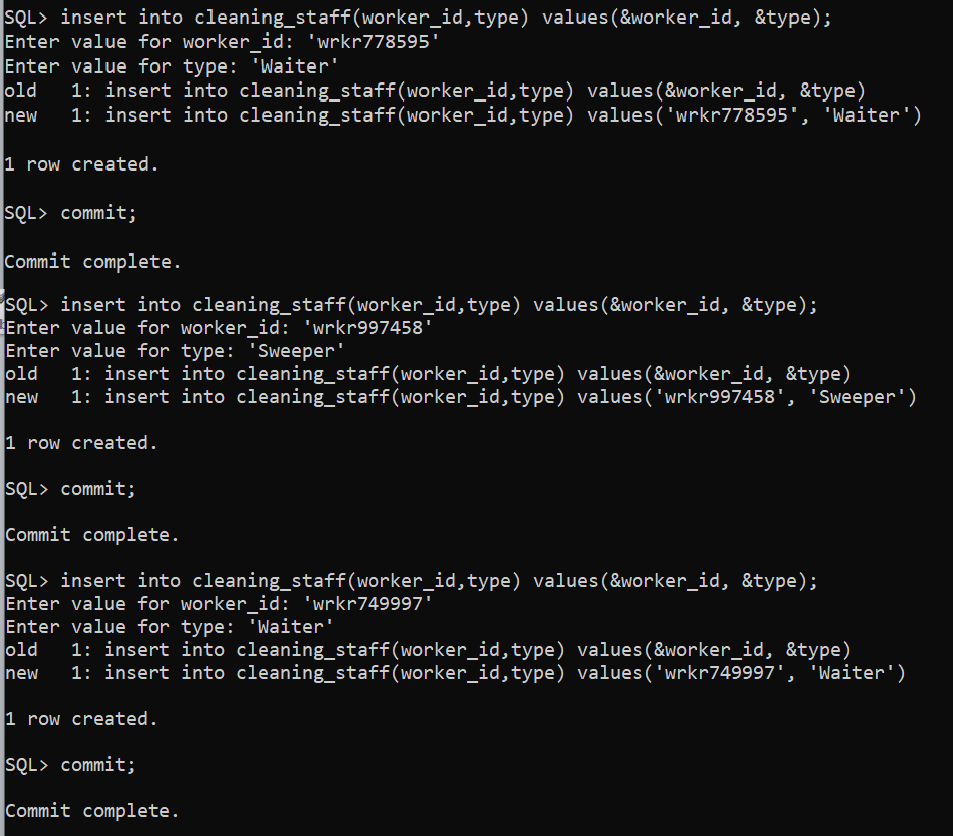 SQL> insert into cleaning_staff(worker_id,type) values(&worker_id, &type);
Enter value for worker_id: 'wrkr778595'
Enter value for type: 'Waiter'
old   1: insert into cleaning_staff(worker_id,type) values(&worker_id, &type)
new   1: insert into cleaning_staff(worker_id,type) values('wrkr778595', 'Waiter')
1 row created.
SQL> commit;
Commit complete.
SQL> insert into cleaning_staff(worker_id,type) values(&worker_id, &type);
Enter value for worker_id: 'wrkr997458'
Enter value for type: 'Sweeper'
old   1: insert into cleaning_staff(worker_id,type) values(&worker_id, &type)
new   1: insert into cleaning_staff(worker_id,type) values('wrkr997458', 'Sweeper')
1 row created.
SQL> commit;
Commit complete.
SQL> insert into cleaning_staff(worker_id,type) values(&worker_id, &type);
Enter value for worker_id: 'wrkr749997'
Enter value for type: 'Waiter'
old   1: insert into cleaning_staff(worker_id,type) values(&worker_id, &type)
new   1: insert into cleaning_staff(worker_id,type) values('wrkr749997', 'Waiter')
1 row created.
SQL> commit;
Commit complete.